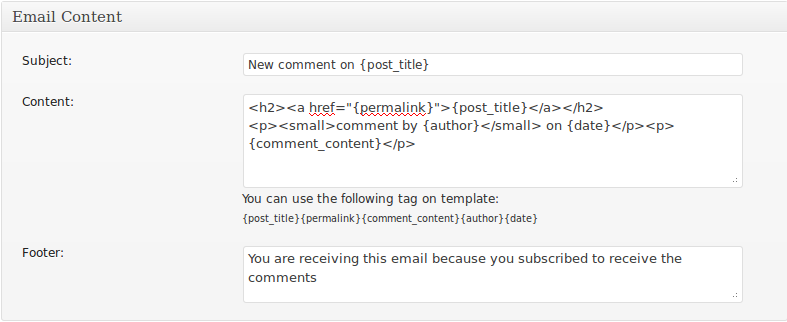 Email Content
Subject:
New comment on {post_title}
Content:
<h2><a href="{permalink}">{post_title}</a></h2>
<p><small>comment by {author}</small> on {date}</p><p>
{comment_content}</p>
You can use the following tag on template:
{post_title}{permalink}{comment_content}{author}{date}
Footer:
You are receiving this email because you subscribed to receive the
comments